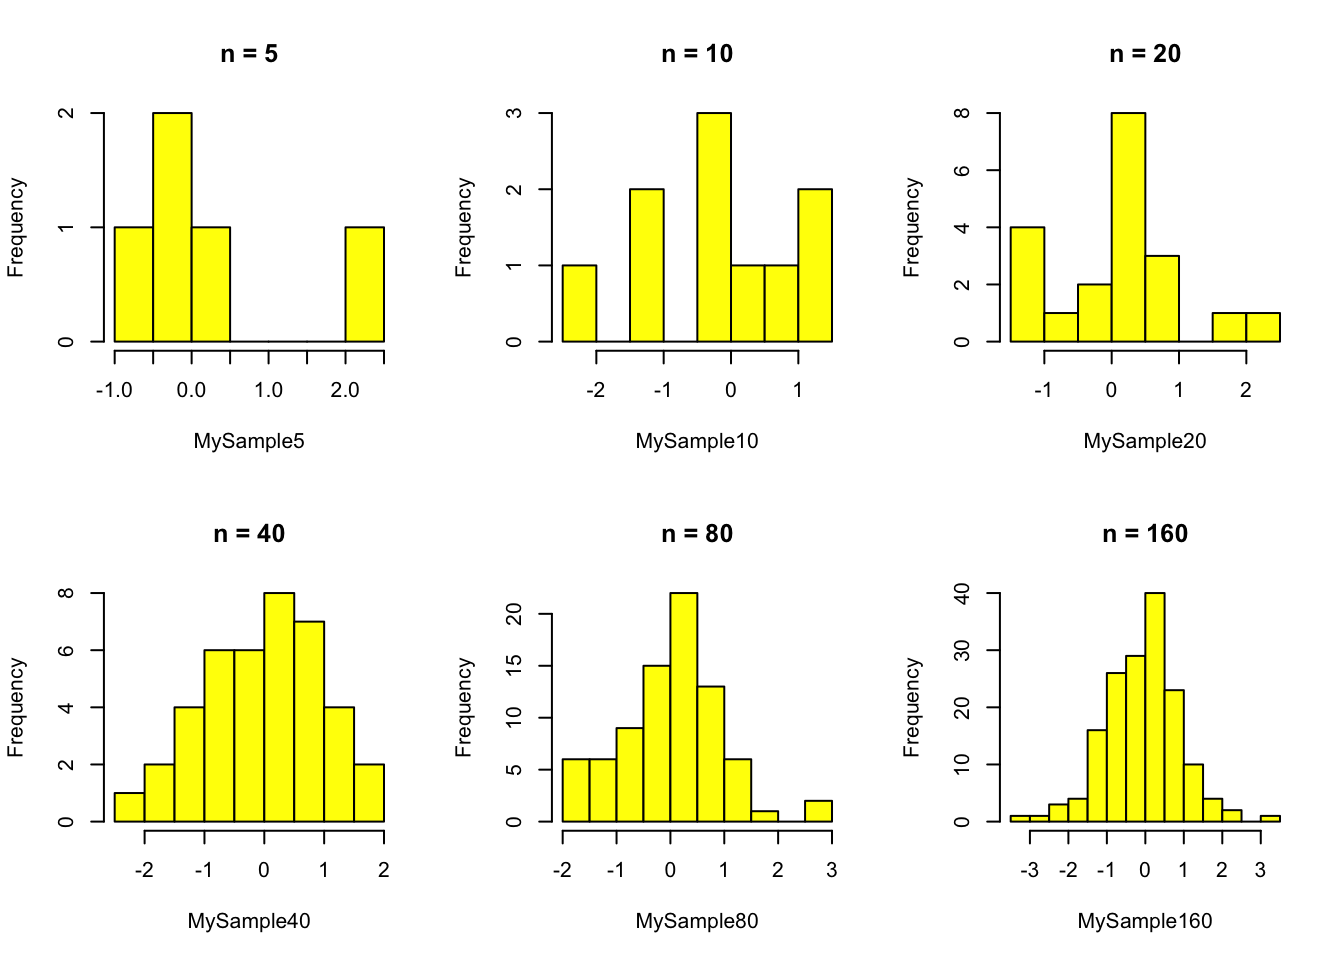 n = 5
Frequency
2
1
0
-1.0 0.0 1.0 2.0
MySample5
n = 10
Frequency
3
2
1
0
-2 -1 0 1
MySample10
n = 20
Frequency
8
6
4
2
0
-1 0 1 2
MySample20
n = 40
Frequency
8
6
4
2
0
-2 -1 0 1 2
MySample40
n = 80
Frequency
20
15
10
5
0
-2 -1 0 1 2 3
MySample80
n = 160
Frequency
40
30
20
10
0
-3 -2 -1 0 1 2 3
MySample160